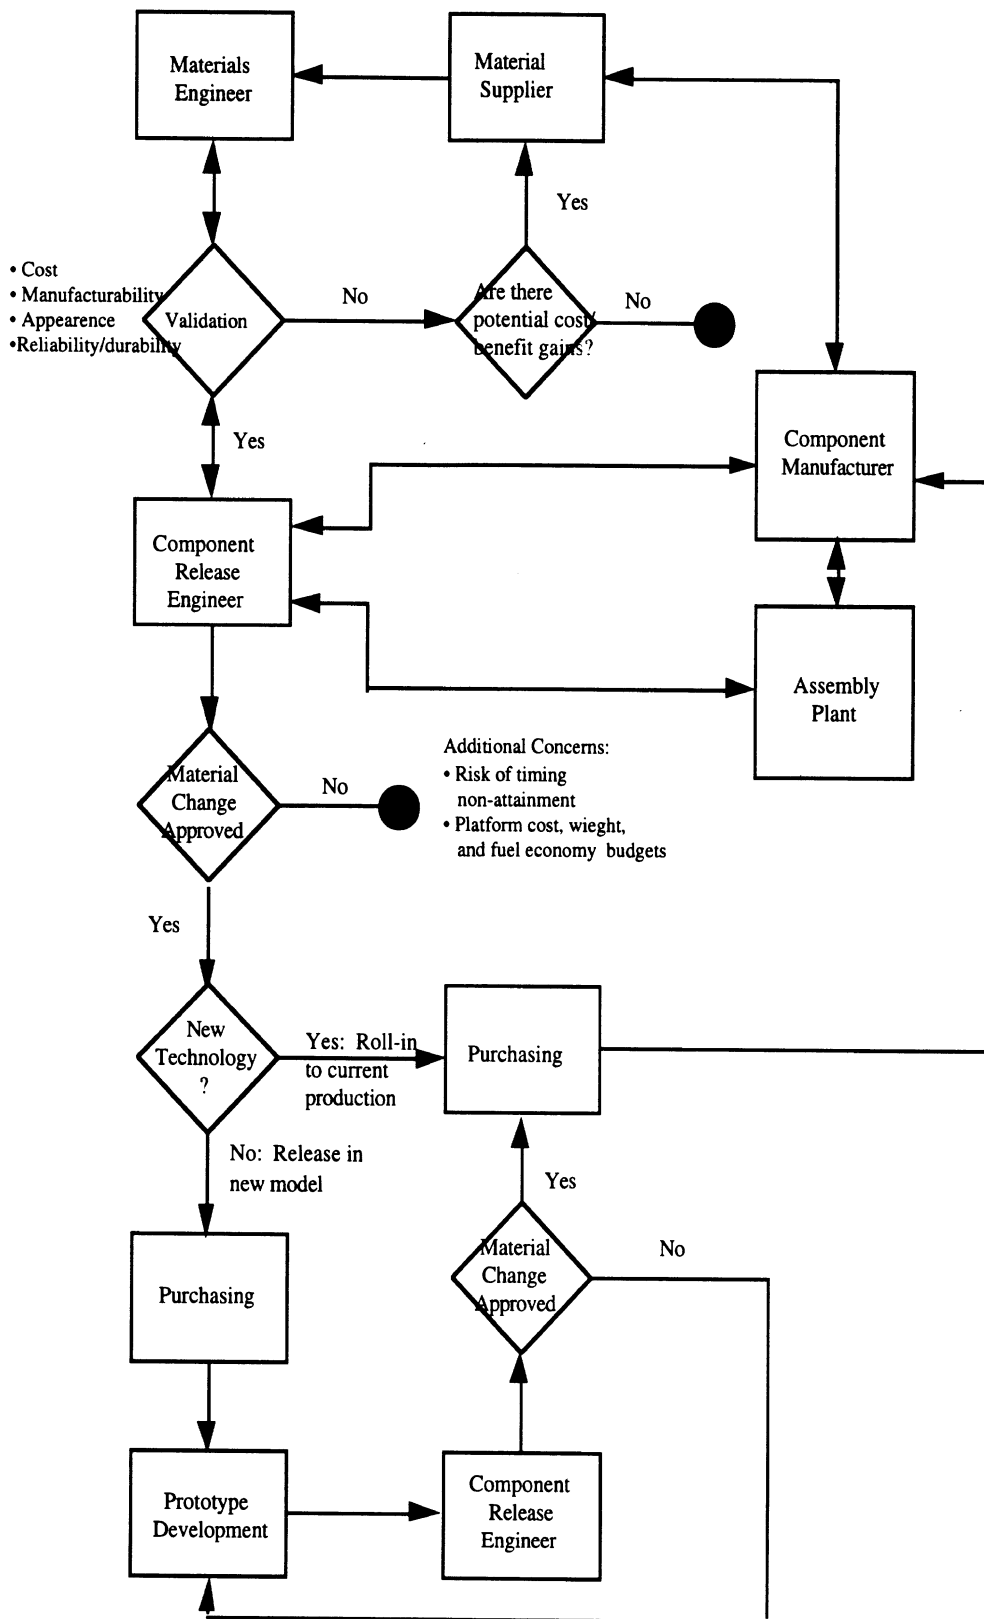 Materials
Engineer
Material
Supplier
Yes
• Cost
• Manufacturability
• Appearence
•Reliability/durability
Validation
No
Are there
potential cost/
benefit gains?
No
Yes
Component
Manufacturer
Component
Release
Engineer
Assembly
Plant
Material
Change
Approved
No
Additional Concerns:
• Risk of timing
non-attainment
• Platform cost, wieght,
and fuel economy budgets
Yes
New
Technology
?
Yes: Roll-in
to current
production
Purchasing
No: Release in
new model
Yes
Material
Change
Approved
No
Purchasing
Prototype
Development
Component
Release
Engineer